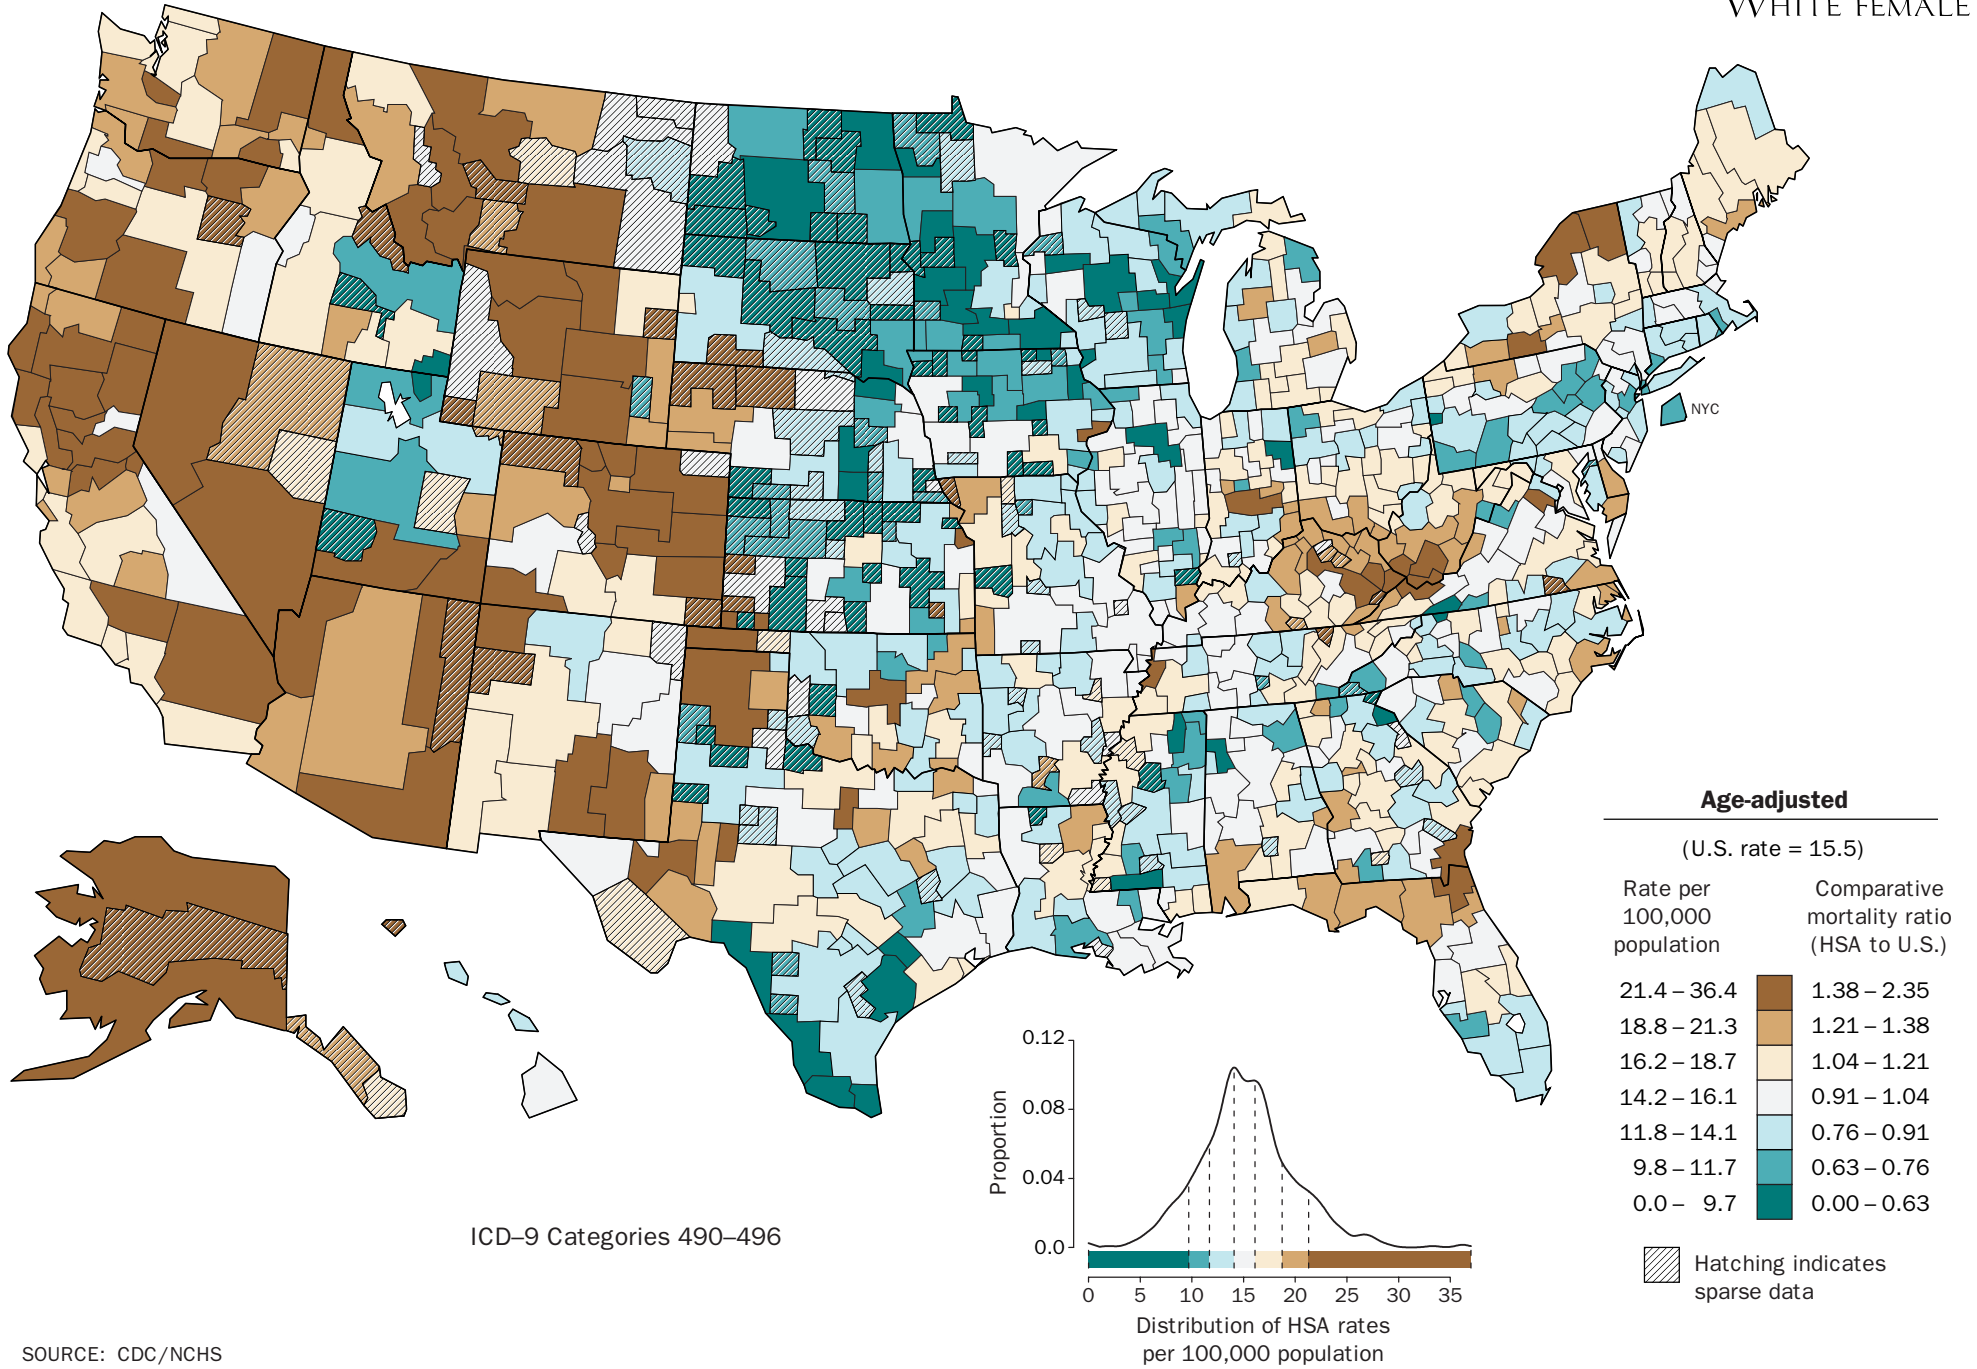 WHITE FEMALE
NYC
Age-adjusted
(U.S. rate = 15.5)
Rate per
100,000
population
Comparative
mortality ratio
(HSA to U.S.)
21.4 – 36.4 1.38 – 2.35
18.8 – 21.3 1.21 – 1.38
16.2 – 18.7 1.04 – 1.21
14.2 – 16.1 0.91 – 1.04
11.8 – 14.1 0.76 – 0.91
9.8 – 11.7 0.63 – 0.76
0.0 – 9.7 0.00 – 0.63
Hatching indicates
sparse data
Proportion
0.12
0.08
0.04
0.0
0 5 10 15 20 25 30 35
Distribution of HSA rates
per 100,000 population
ICD–9 Categories 490–496
SOURCE: CDC/NCHS